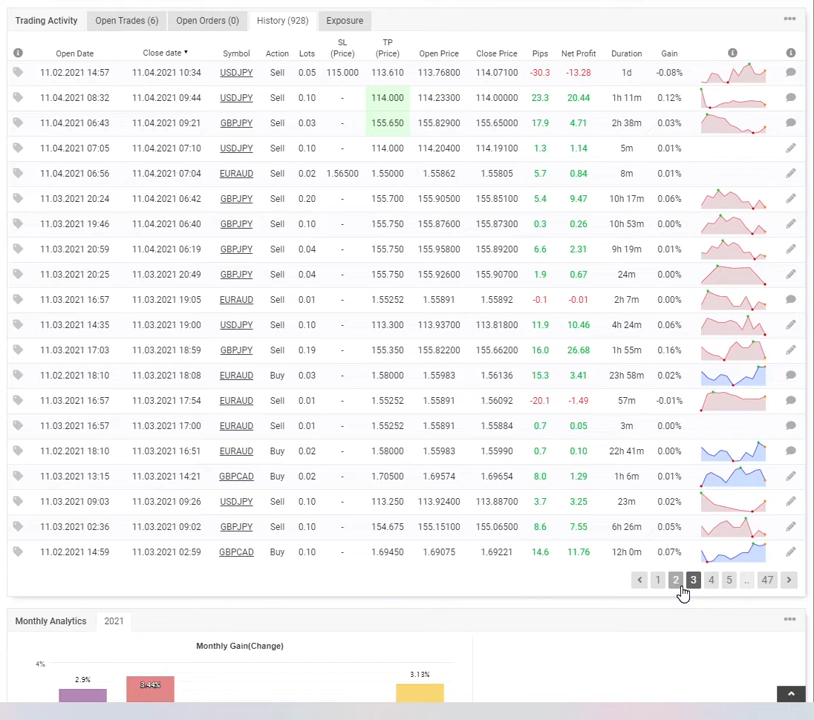 Trading Activity Open Trades (6) Open Orders (0) History (928) Exposure
Open Date Close date Symbol Action Lots SL (Price) TP (Price) Open Price Close Price Pips Net Profit Duration Gain
11.02.2021 14:57 11.04.2021 10:34 USDJPY Sell 0.05 115.000 113.610 113.76800 114.07100 -30.3 -13.28 1d -0.08%
11.04.2021 08:32 11.04.2021 09:44 USDJPY Sell 0.10 - 114.000 114.23300 114.00000 23.3 20.44 1h 11m 0.12%
11.04.2021 06:43 11.04.2021 09:21 GBPJPY Sell 0.03 - 155.650 155.82900 155.65000 17.9 4.71 2h 38m 0.03%
11.04.2021 07:05 11.04.2021 07:10 USDJPY Sell 0.10 - 114.000 114.20400 114.19100 1.3 1.14 5m 0.01%
11.04.2021 06:56 11.04.2021 07:04 EURAUD Sell 0.02 1.56500 1.55000 1.55862 1.55805 5.7 0.84 8m 0.01%
11.03.2021 20:24 11.04.2021 06:42 GBPJPY Sell 0.20 - 155.700 155.90500 155.85100 5.4 9.47 10h 17m 0.06%
11.03.2021 19:46 11.04.2021 06:40 GBPJPY Sell 0.10 - 155.750 155.87600 155.87300 0.3 0.26 10h 53m 0.00%
11.03.2021 20:59 11.04.2021 06:19 GBPJPY Sell 0.04 - 155.750 155.95800 155.89200 6.6 2.31 9h 19m 0.01%
11.03.2021 20:25 11.03.2021 20:49 GBPJPY Sell 0.04 - 155.750 155.92600 155.90700 1.9 0.67 24m 0.00%
11.03.2021 16:57 11.03.2021 19:05 EURAUD Sell 0.01 - 1.55252 1.55891 1.55892 -0.1 -0.01 2h 7m 0.00%
11.03.2021 14:35 11.03.2021 19:00 USDJPY Sell 0.10 - 113.300 113.93700 113.81800 11.9 10.46 4h 24m 0.06%
11.03.2021 17:03 11.03.2021 18:59 GBPJPY Sell 0.19 - 155.350 155.82200 155.66200 16.0 26.68 1h 55m 0.16%
11.02.2021 18:10 11.03.2021 18:08 EURAUD Buy 0.03 - 1.58000 1.55983 1.56136 15.3 3.41 23h 58m 0.02%
11.03.2021 16:57 11.03.2021 17:54 EURAUD Sell 0.01 - 1.55252 1.55891 1.56092 -20.1 -1.49 57m -0.01%
11.03.2021 16:57 11.03.2021 17:00 EURAUD Sell 0.01 - 1.55252 1.55891 1.55884 0.7 0.05 3m 0.00%
11.02.2021 18:10 11.03.2021 16:51 EURAUD Buy 0.02 - 1.58000 1.55983 1.55990 0.7 0.10 22h 41m 0.00%
11.03.2021 13:15 11.03.2021 14:21 GBPCAD Buy 0.02 - 1.70500 1.69574 1.69654 8.0 1.29 1h 6m 0.01%
11.03.2021 09:03 11.03.2021 09:26 USDJPY Sell 0.10 - 113.250 113.92400 113.88700 3.7 3.25 23m 0.02%
11.03.2021 02:36 11.03.2021 09:02 GBPJPY Sell 0.10 - 154.675 155.15100 155.06500 8.6 7.55 6h 26m 0.05%
11.02.2021 14:59 11.03.2021 02:59 GBPCAD Buy 0.10 - 1.69450 1.69075 1.69221 14.6 11.76 12h 0m 0.07%
1 2 3 4 5 .. 47
Monthly Analytics 2021
Monthly Gain(Change)
4%
2.9% 3.44% 3.13%